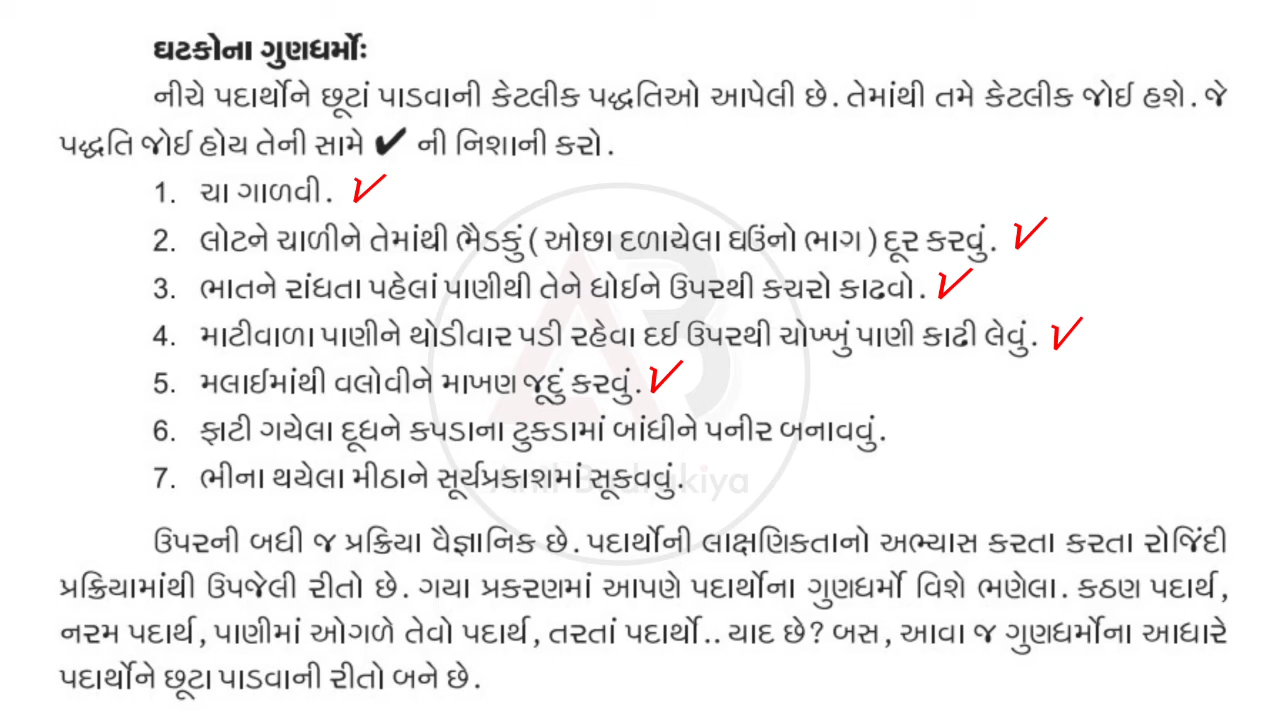 ઘટકોના ગુણધર્મોઃ
નીચે પદાર્થોને છૂટાં પાડવાની કેટલીક પદ્ધતિઓ આપેલી છે. તેમાંથી તમે કેટલીક જોઈ હશે. જે
પદ્ધતિ જોઈ હોય તેની સામે ✔ ની નિશાની કરો.
1. ચા ગાળવી. ✓
2. લોટને ચાળીને તેમાંથી ભૈડકું (ઓછા દળાયેલા ઘઉંનો ભાગ) દૂર કરવું. ✓
3. ભાતને રાંધતા પહેલાં પાણીથી તેને ધોઈને ઉપરથી કચરો કાઢવો. ✓
4. માટીવાળા પાણીને થોડીવાર પડી રહેવા દઈ ઉપરથી ચોખ્ખું પાણી કાઢી લેવું. ✓
5. મલાઈમાંથી વલોવીને માખણ જૂદું કરવું. ✓
6. ફાટી ગયેલા દૂધને કપડાના ટુકડામાં બાંધીને પનીર બનાવવું.
7. ભીના થયેલા મીઠાને સૂર્યપ્રકાશમાં સૂકવવું.
ઉપરની બધી જ પ્રક્રિયા વૈજ્ઞાનિક છે. પદાર્થોની લાક્ષણિકતાનો અભ્યાસ કરતા કરતા રોજિંદી
પ્રક્રિયામાંથી ઉપજેલી રીતો છે. ગયા પ્રકરણમાં આપણે પદાર્થોના ગુણધર્મો વિશે ભણેલા. કઠણ પદાર્થ,
નરમ પદાર્થ, પાણીમાં ઓગળે તેવો પદાર્થ, તરતાં પદાર્થો.. યાદ છે? બસ, આવા જ ગુણધર્મોના આધારે
પદાર્થોને છૂટા પાડવાની રીતો બને છે.